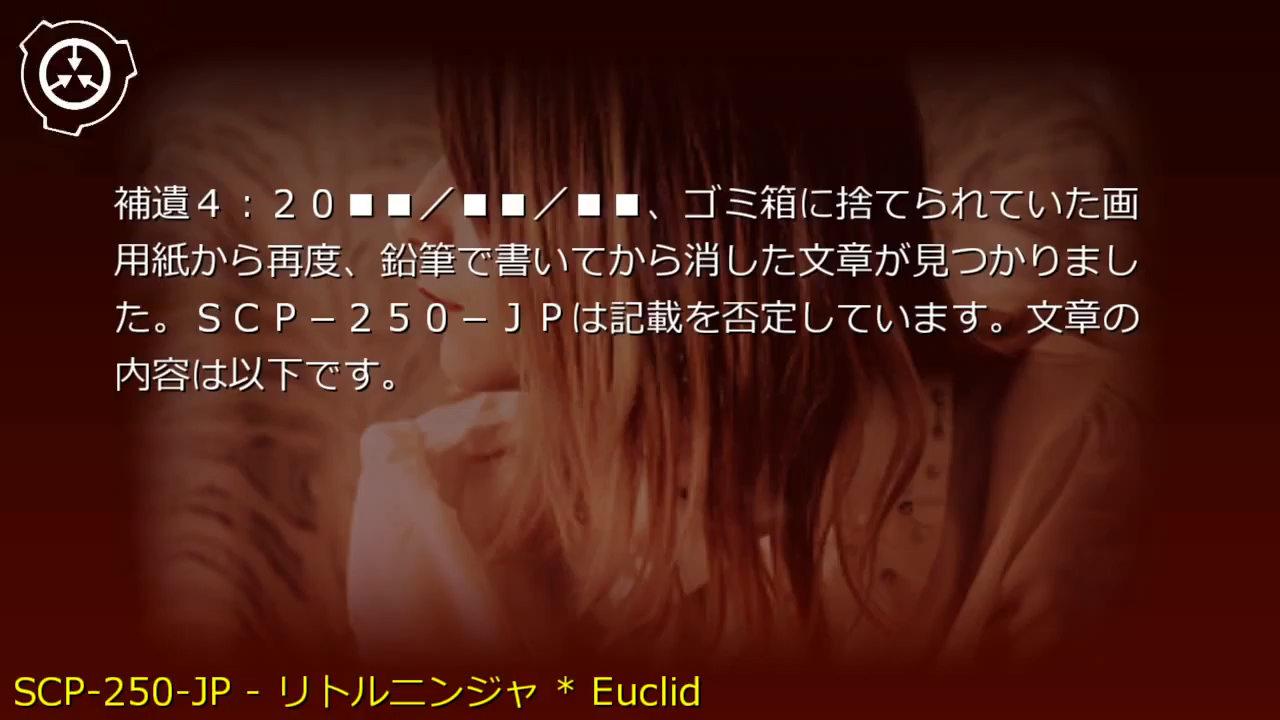 補遺４：２０■■／■■／■■、ゴミ箱に捨てられていた画
用紙から再度、鉛筆で書いてから消した文章が見つかりまし
た。ＳＣＰ－２５０－ＪＰは記載を否定しています。文章の
内容は以下です。
SCP-250-JP - リトルニンジャ * Euclid